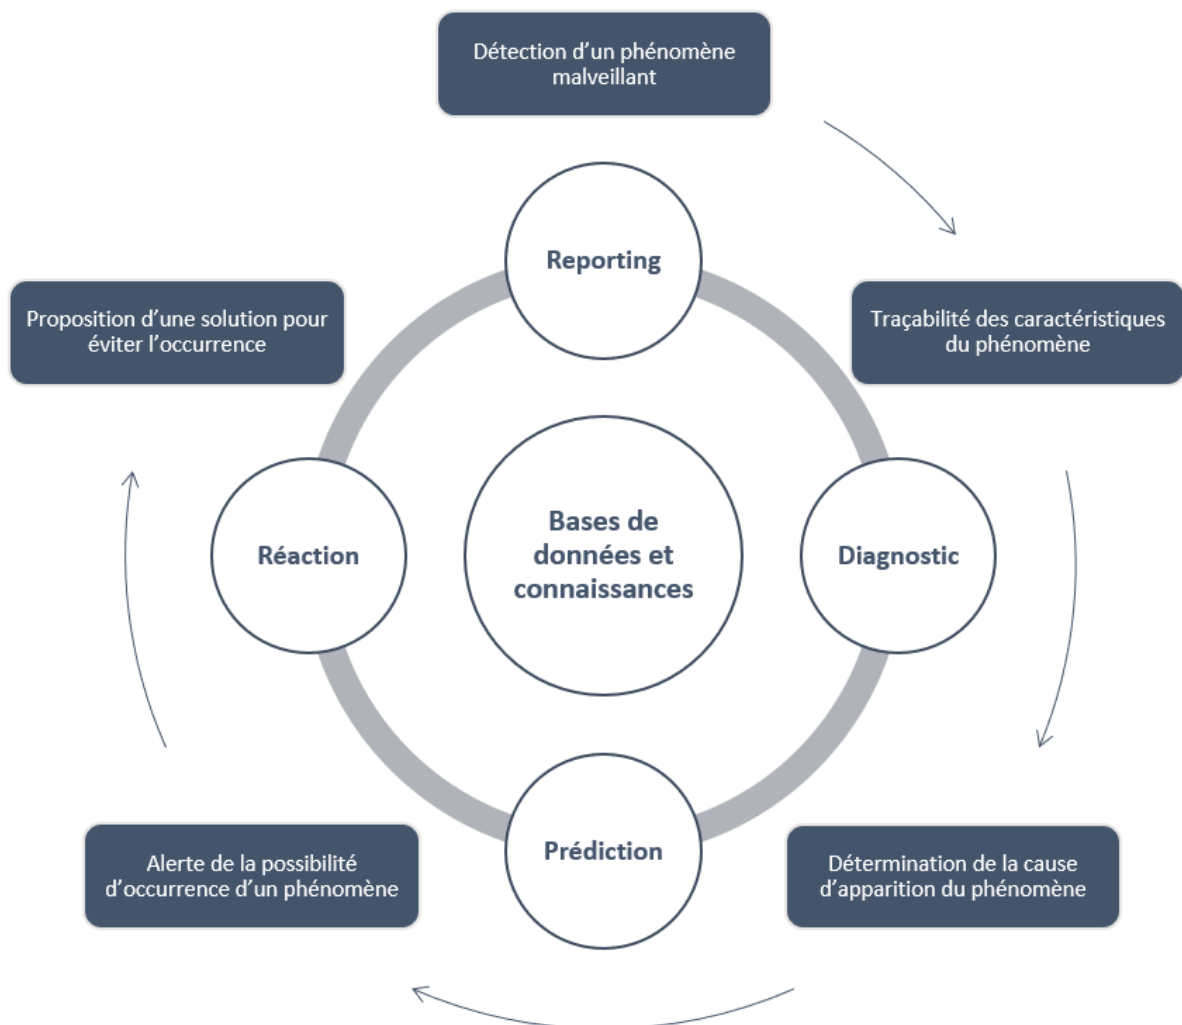 Détection d'un phénomène
malveillant
Reporting
Proposition d'une solution pour
éviter l'occurrence
Traçabilité des caractéristiques
du phénomène
Réaction
Bases de
données et
connaissances
Diagnostic
Alerte de la possibilité
d'occurrence d'un phénomène
Prédiction
Détermination de la cause
d'apparition du phénomène